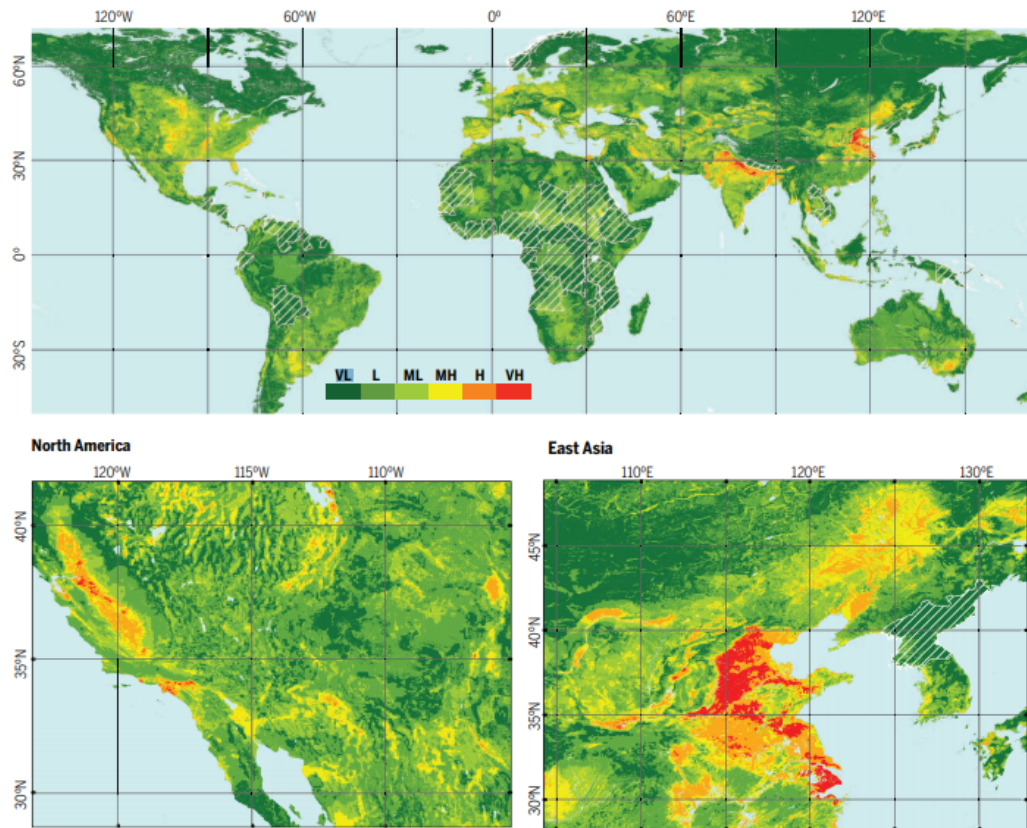 120°W 60°W 0° 60°E 120°E
60°N
30°N
0°
30°S
VL L ML MH H VH
North America
120°W 115°W 110°W
40°N
35°N
30°N
East Asia
110°E 120°E 130°E
45°N
40°N
35°N
30°N